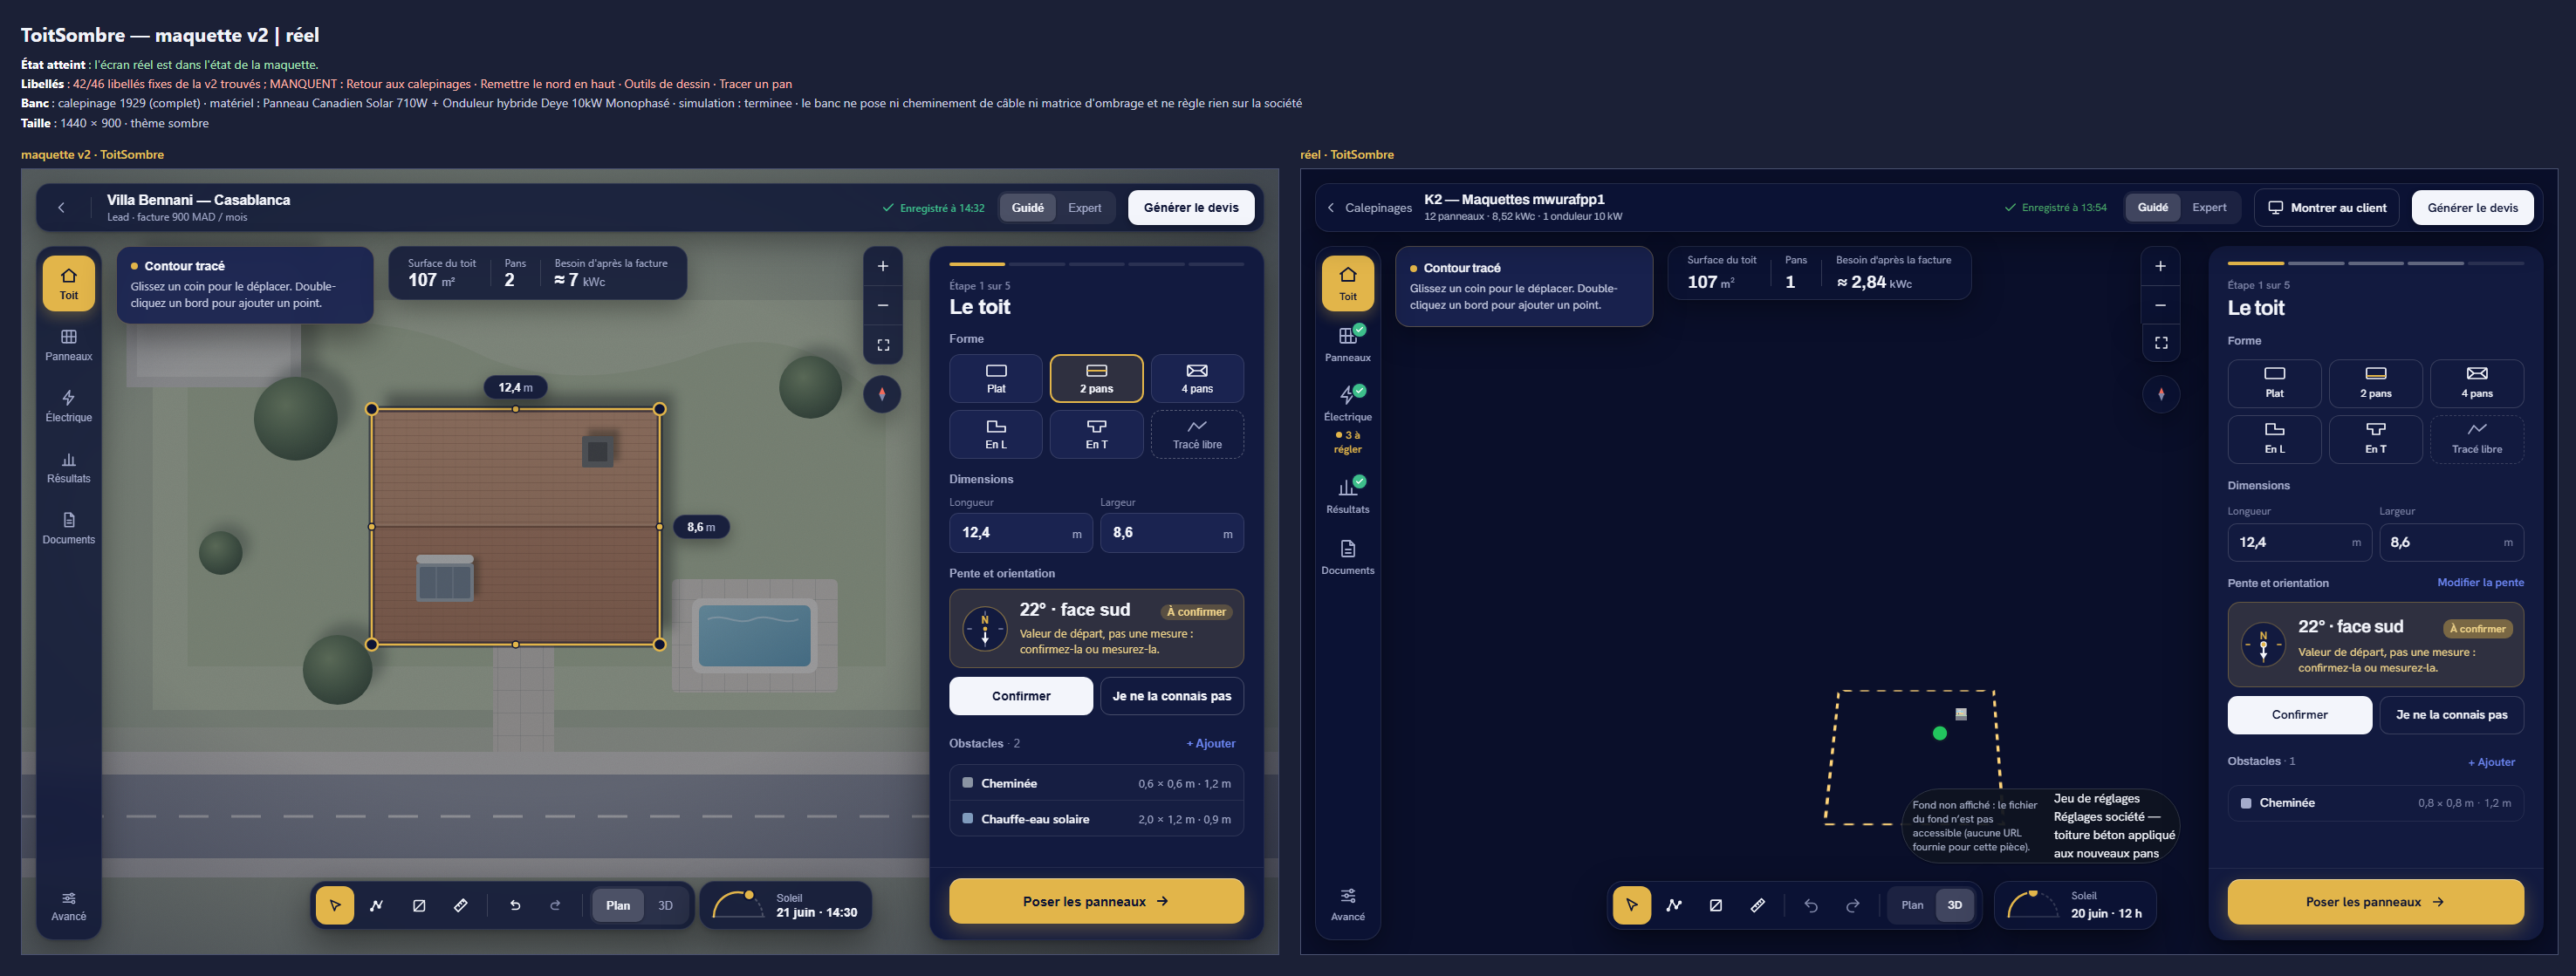 ToitSombre — maquette v2 | réel
État atteint : l'écran réel est dans l'état de la maquette.
Libellés : 42/46 libellés fixes de la v2 trouvés ; MANQUENT : Retour aux calepinages · Remettre le nord en haut · Outils de dessin · Tracer un pan
Banc : calepinage 1929 (complet) · matériel : Panneau Canadien Solar 710W + Onduleur hybride Deye 10kW Monophasé · simulation : terminee · le banc ne pose ni cheminement de câble ni matrice d'ombrage et ne règle rien sur la société
Taille : 1440 × 900 · thème sombre
maquette v2 · ToitSombre
Villa Bennani — Casablanca
Lead · facture 900 MAD / mois
Enregistré à 14:32
Guidé
Expert
Générer le devis
Toit
Panneaux
Électrique
Résultats
Documents
Avancé
Contour tracé
Glissez un coin pour le déplacer. Double-
cliquez un bord pour ajouter un point.
Surface du toit
107 m²
Pans
2
Besoin d'après la facture
≈ 7 kWc
12,4 m
8,6 m
Étape 1 sur 5
Le toit
Forme
Plat
2 pans
4 pans
En L
En T
Tracé libre
Dimensions
Longueur
Largeur
12,4 m
8,6 m
Pente et orientation
N
22° · face sud
À confirmer
Valeur de départ, pas une mesure :
confirmez-la ou mesurez-la.
Confirmer
Je ne la connais pas
Obstacles · 2
+ Ajouter
Cheminée
0,6 × 0,6 m · 1,2 m
Chauffe-eau solaire
2,0 × 1,2 m · 0,9 m
Poser les panneaux
Plan
3D
Soleil
21 juin · 14:30
réel · ToitSombre
Calepinages
K2 — Maquettes mwurafpp1
12 panneaux · 8,52 kWc · 1 onduleur 10 kW
Enregistré à 13:54
Guidé
Expert
Montrer au client
Générer le devis
Toit
Panneaux
Électrique
3 à
régler
Résultats
Documents
Avancé
Contour tracé
Glissez un coin pour le déplacer. Double-
cliquez un bord pour ajouter un point.
Surface du toit
107 m²
Pans
1
Besoin d'après la facture
≈ 2,84 kWc
Étape 1 sur 5
Le toit
Forme
Plat
2 pans
4 pans
En L
En T
Tracé libre
Dimensions
Longueur
Largeur
12,4 m
8,6 m
Pente et orientation
Modifier la pente
N
22° · face sud
À confirmer
Valeur de départ, pas une mesure :
confirmez-la ou mesurez-la.
Confirmer
Je ne la connais pas
Obstacles · 1
+ Ajouter
Cheminée
0,8 × 0,8 m · 1,2 m
Poser les panneaux
Fond non affiché : le fichier
du fond n'est pas
accessible (aucune URL
fournie pour cette pièce).
Jeu de réglages
Réglages société —
toiture béton appliqué
aux nouveaux pans
Plan
3D
Soleil
20 juin · 12 h